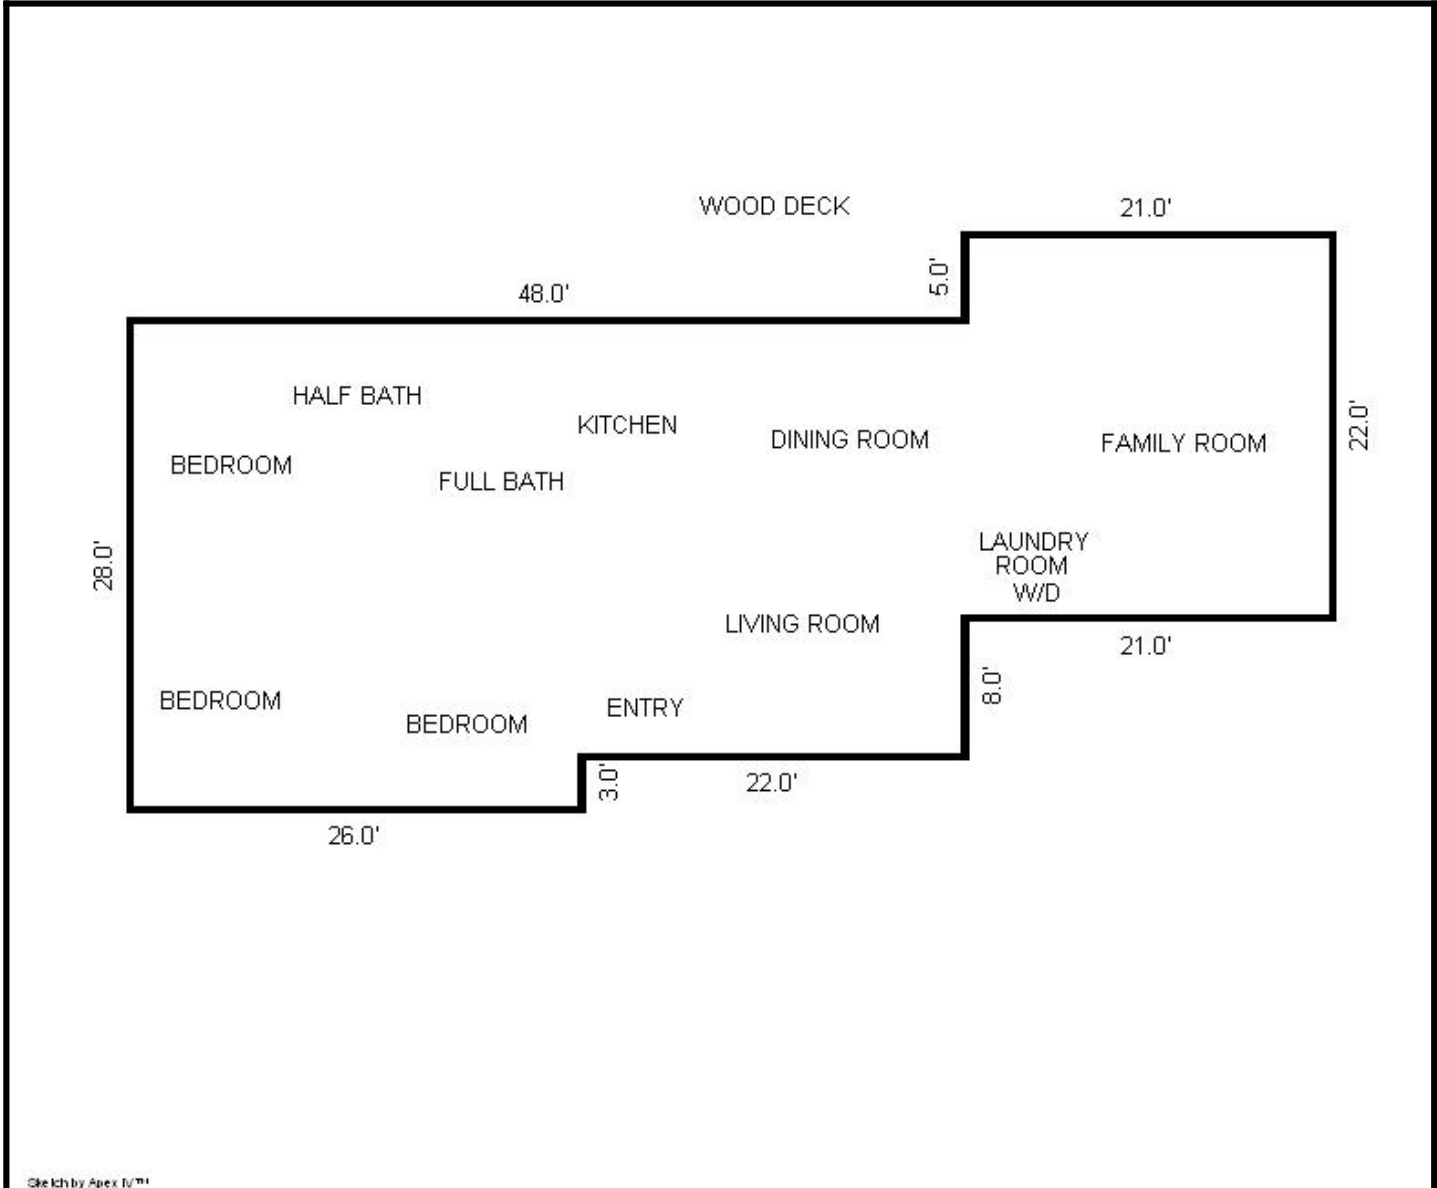 WOOD DECK
21.0'
5.0'
48.0'
HALF BATH
KITCHEN
DINING ROOM
FAMILY ROOM
22.0'
BEDROOM
FULL BATH
28.0'
LAUNDRY
ROOM
W/D
LIVING ROOM
21.0'
8.0'
BEDROOM
BEDROOM
ENTRY
3.0'
22.0'
26.0'
Sketch by Apex IV™